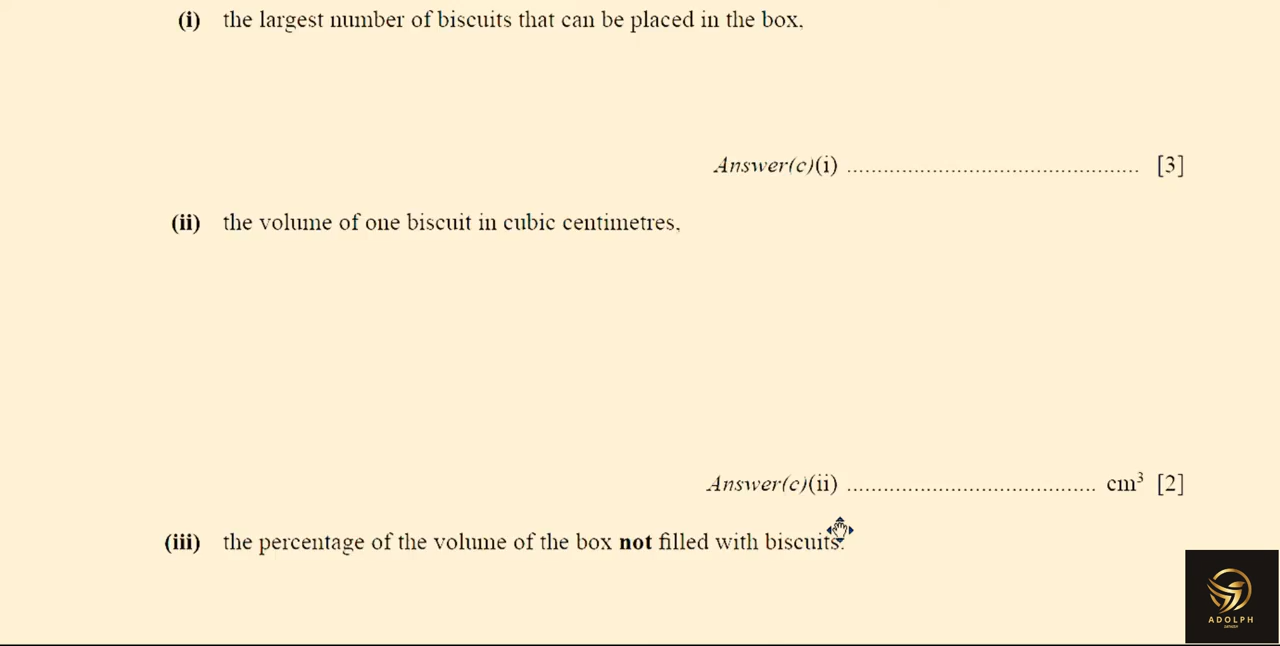 (i) the largest number of biscuits that can be placed in the box,
Answer(c)(i) ................................................ [3]
(ii) the volume of one biscuit in cubic centimetres,
Answer(c)(ii) ......................................... cm³ [2]
(iii) the percentage of the volume of the box not filled with biscuits.
ADOLPH